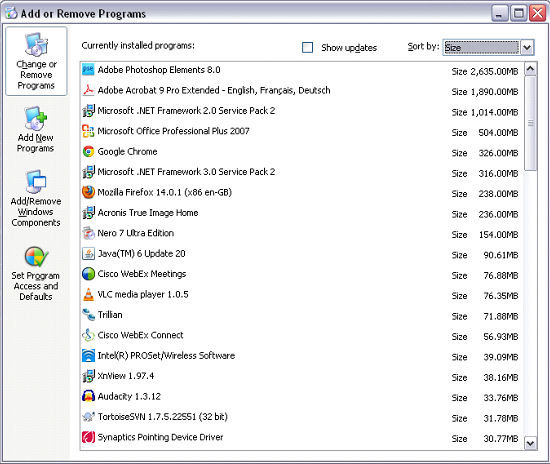 Add or Remove Programs
Currently installed programs:
Show updates
Sort by:
Size
Change or
Remove
Programs
Add New
Programs
Add/Remove
Windows
Components
Set Program
Access and
Defaults
Adobe Photoshop Elements 8.0 Size 2,635.00MB
Adobe Acrobat 9 Pro Extended - English, Français, Deutsch Size 1,890.00MB
Microsoft .NET Framework 2.0 Service Pack 2 Size 1,014.00MB
Microsoft Office Professional Plus 2007 Size 504.00MB
Google Chrome Size 326.00MB
Microsoft .NET Framework 3.0 Service Pack 2 Size 316.00MB
Mozilla Firefox 14.0.1 (x86 en-GB) Size 238.00MB
Acronis True Image Home Size 236.00MB
Nero 7 Ultra Edition Size 154.00MB
Java(TM) 6 Update 20 Size 90.61MB
Cisco WebEx Meetings Size 76.88MB
VLC media player 1.0.5 Size 76.35MB
Trillian Size 71.88MB
Cisco WebEx Connect Size 56.93MB
Intel(R) PROSet/Wireless Software Size 39.09MB
XnView 1.97.4 Size 38.16MB
Audacity 1.3.12 Size 33.76MB
TortoiseSVN 1.7.5.22551 (32 bit) Size 31.78MB
Synaptics Pointing Device Driver Size 30.77MB